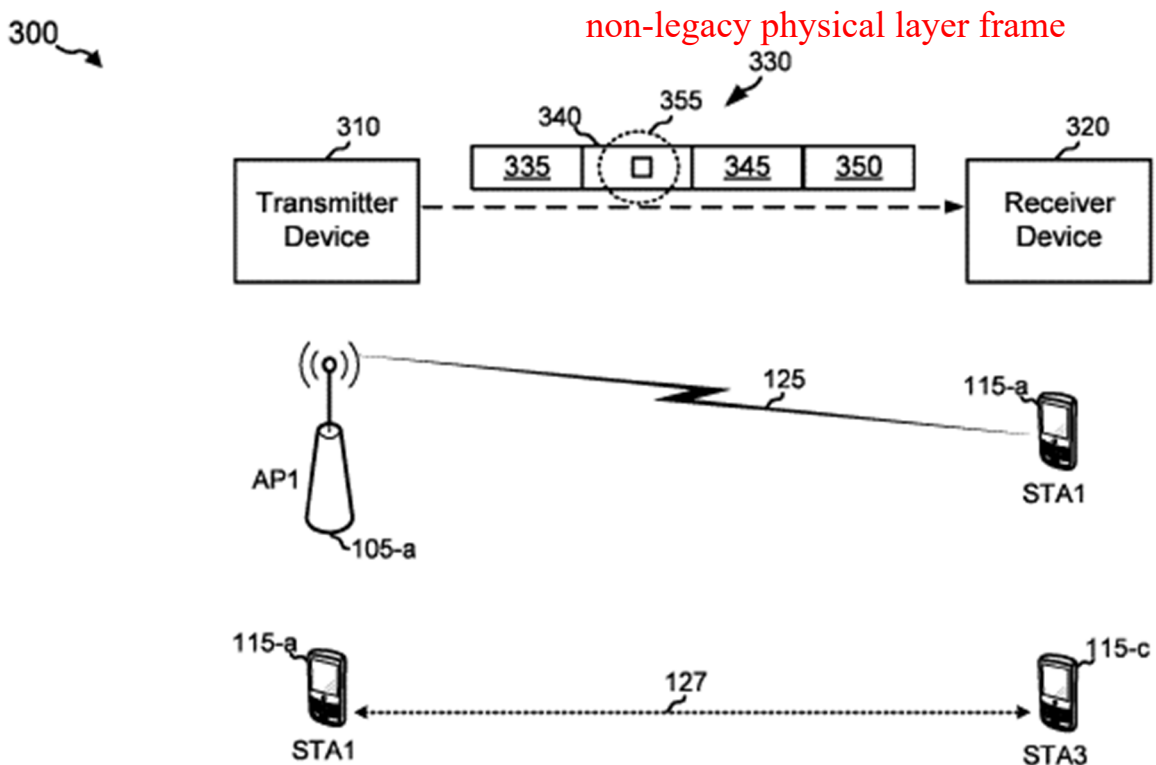 300
non-legacy physical layer frame
330
355
340
310
320
335
345
350
Transmitter
Device
Receiver
Device
125
115-a
AP1
STA1
105-a
115-a
115-c
127
STA1
STA3